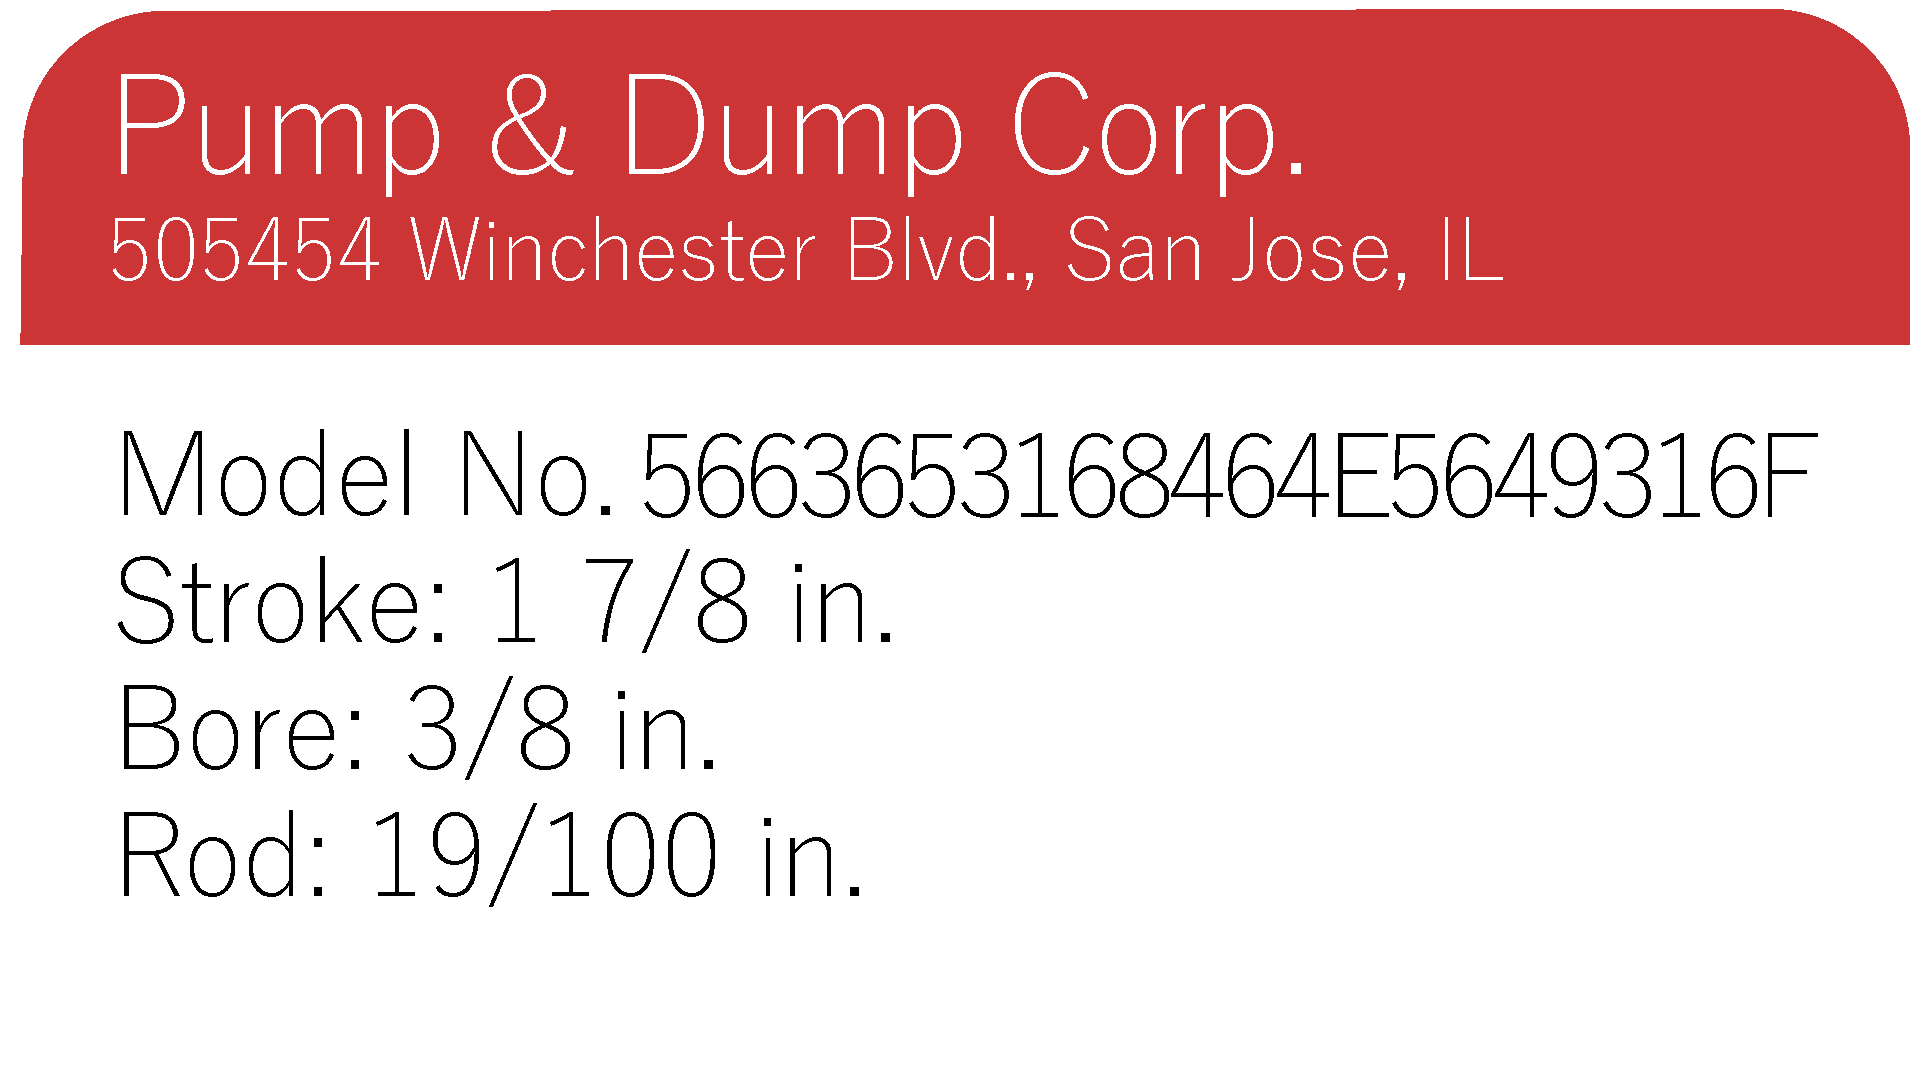 Pump & Dump Corp.
505454 Winchester Blvd., San Jose, IL
Model No. 5663653168464E5649316F
Stroke: 1 7/8 in.
Bore: 3/8 in.
Rod: 19/100 in.